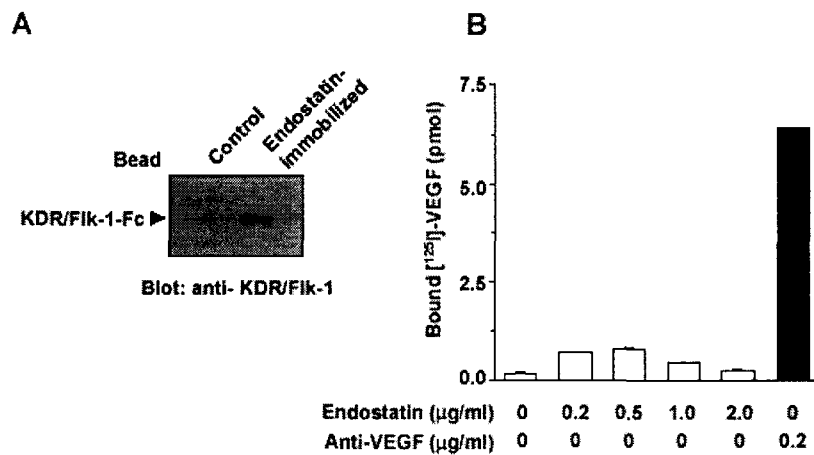 A
Bead
Control
Endostatin-
immobilized
KDR/Flk-1-Fc
Blot: anti- KDR/Flk-1
B
Bound [¹²⁵I]-VEGF (pmol)
7.5
5.0
2.5
0.0
Endostatin (μg/ml) 0 0.2 0.5 1.0 2.0 0
Anti-VEGF (μg/ml) 0 0 0 0 0 0.2